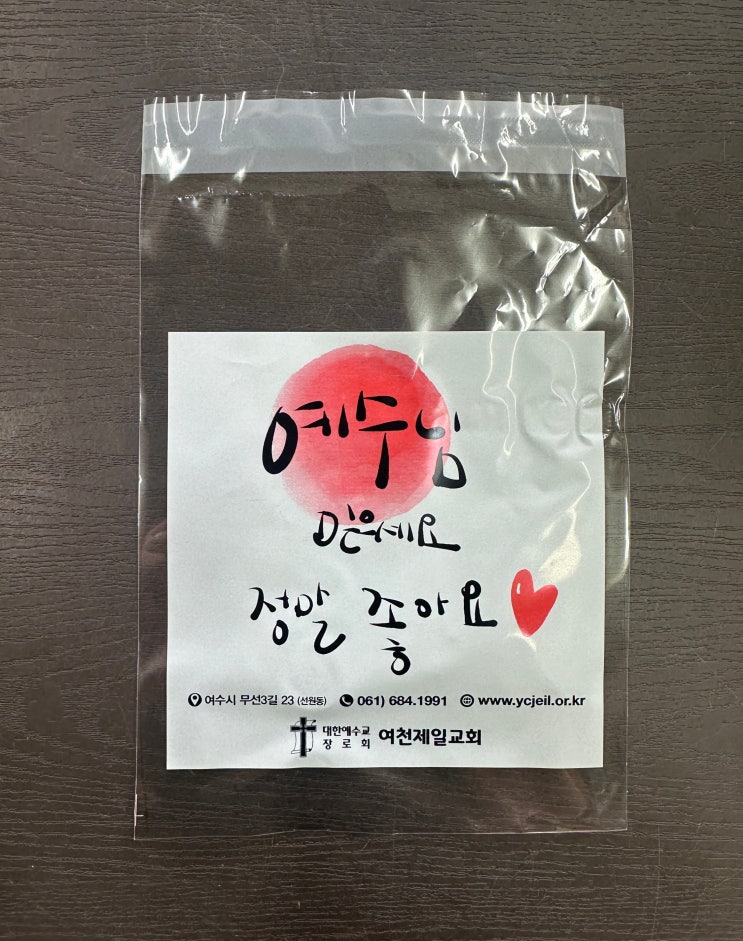 예수님
믿으세요
정말 좋아요
여수시 무선3길 23 (선원동) 061) 684.1991 www.ycjeil.or.kr
대한예수교
장로회
여천제일교회